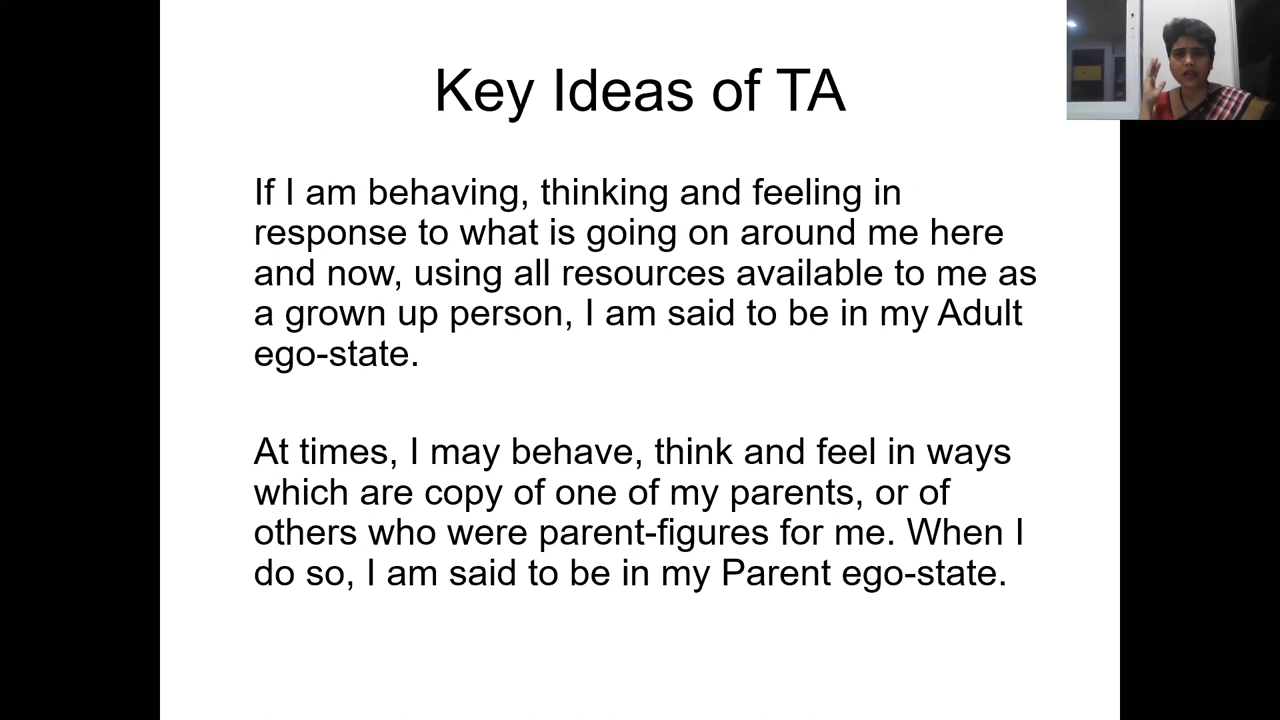 Key Ideas of TA
If I am behaving, thinking and feeling in
response to what is going on around me here
and now, using all resources available to me as
a grown up person, I am said to be in my Adult
ego-state.
At times, I may behave, think and feel in ways
which are copy of one of my parents, or of
others who were parent-figures for me. When I
do so, I am said to be in my Parent ego-state.